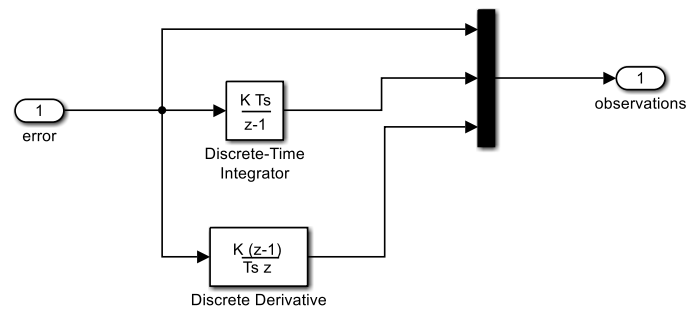 1
error
K Ts
z-1
Discrete-Time
Integrator
K (z-1)
Ts z
Discrete Derivative
1
observations